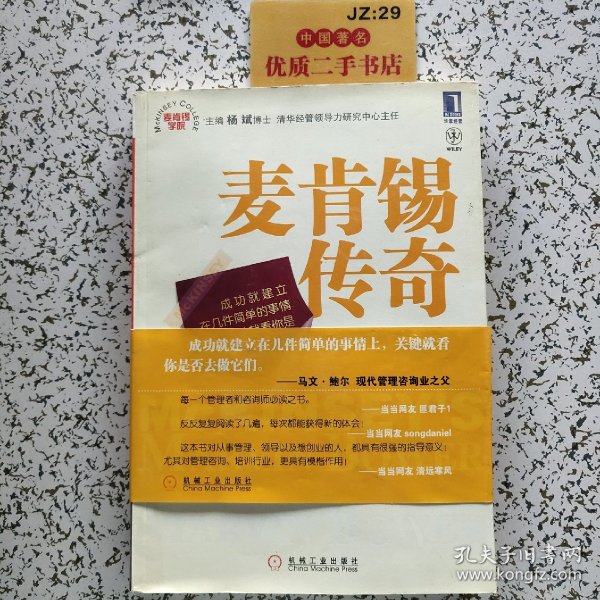 JZ:29
中国著名
优质二手书店
McKINSEY COLLEGE
麦肯锡
学院
主编 杨斌 博士 清华经管领导力研究中心主任
华章经管
WILEY
麦肯锡
传奇
成功就建立
在几件简单的事情
成功就建立在几件简单的事情上，关键就看
你是否去做它们。
——马文·鲍尔 现代管理咨询业之父
每一个管理者和咨询师必读之书。
——当当网友 匪君子1
反反复复阅读了几遍，每次都能获得新的体会！
——当当网友 songdaniel
这本书对从事管理、领导以及想创业的人，都具有很强的指导意义！
尤其对管理咨询、培训行业，更具有模楷作用！
——当当网友 清远寒风
机械工业出版社
China Machine Press
机械工业出版社
China Machine Press
孔夫子旧书网
www.kongfz.com